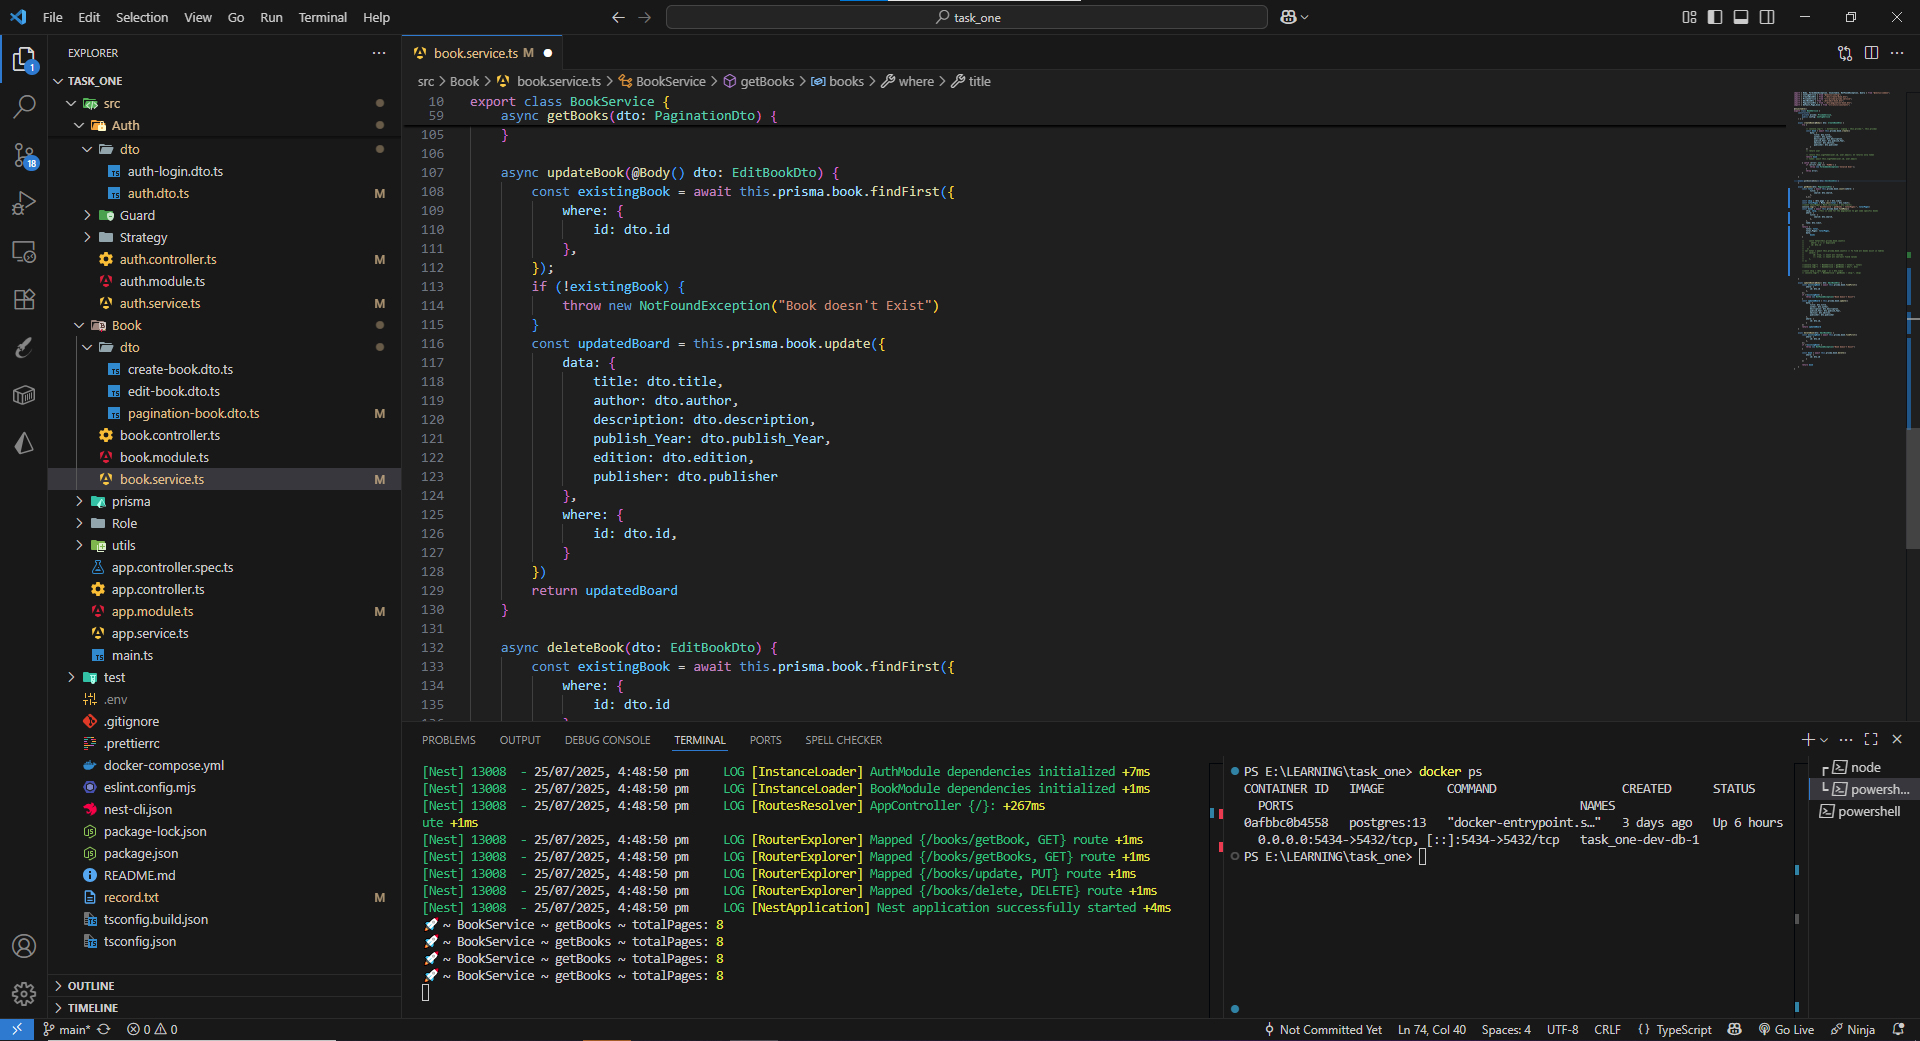 File Edit Selection View Go Run Terminal Help
task_one
EXPLORER
TASK_ONE
src
Auth
dto
auth-login.dto.ts
auth.dto.ts M
Guard
Strategy
auth.controller.ts M
auth.module.ts
auth.service.ts M
Book
dto
create-book.dto.ts
edit-book.dto.ts
pagination-book.dto.ts M
book.controller.ts
book.module.ts
book.service.ts M
prisma
Role
utils
app.controller.spec.ts
app.controller.ts
app.module.ts M
app.service.ts
main.ts
test
.env
.gitignore
.prettierrc
docker-compose.yml
eslint.config.mjs
nest-cli.json
package-lock.json
package.json
README.md
record.txt M
tsconfig.build.json
tsconfig.json
OUTLINE
TIMELINE
1
18
book.service.ts M
src > Book > book.service.ts > BookService > getBooks > books > where > title
10 export class BookService {
59 async getBooks(dto: PaginationDto) {
105 }
106
107 async updateBook(@Body() dto: EditBookDto) {
108 const existingBook = await this.prisma.book.findFirst({
109 where: {
110 id: dto.id
111 },
112 });
113 if (!existingBook) {
114 throw new NotFoundException("Book doesn't Exist")
115 }
116 const updatedBoard = this.prisma.book.update({
117 data: {
118 title: dto.title,
119 author: dto.author,
120 description: dto.description,
121 publish_Year: dto.publish_Year,
122 edition: dto.edition,
123 publisher: dto.publisher
124 },
125 where: {
126 id: dto.id,
127 }
128 })
129 return updatedBoard
130 }
131
132 async deleteBook(dto: EditBookDto) {
133 const existingBook = await this.prisma.book.findFirst({
134 where: {
135 id: dto.id
PROBLEMS OUTPUT DEBUG CONSOLE TERMINAL PORTS SPELL CHECKER
[Nest] 13008 - 25/07/2025, 4:48:50 pm LOG [InstanceLoader] AuthModule dependencies initialized +7ms
[Nest] 13008 - 25/07/2025, 4:48:50 pm LOG [InstanceLoader] BookModule dependencies initialized +1ms
[Nest] 13008 - 25/07/2025, 4:48:50 pm LOG [RoutesResolver] AppController {/}: +267ms
ute +1ms
[Nest] 13008 - 25/07/2025, 4:48:50 pm LOG [RouterExplorer] Mapped {/books/getBook, GET} route +1ms
[Nest] 13008 - 25/07/2025, 4:48:50 pm LOG [RouterExplorer] Mapped {/books/getBooks, GET} route +1ms
[Nest] 13008 - 25/07/2025, 4:48:50 pm LOG [RouterExplorer] Mapped {/books/update, PUT} route +1ms
[Nest] 13008 - 25/07/2025, 4:48:50 pm LOG [RouterExplorer] Mapped {/books/delete, DELETE} route +1ms
[Nest] 13008 - 25/07/2025, 4:48:50 pm LOG [NestApplication] Nest application successfully started +4ms
🚀 ~ BookService ~ getBooks ~ totalPages: 8
🚀 ~ BookService ~ getBooks ~ totalPages: 8
🚀 ~ BookService ~ getBooks ~ totalPages: 8
🚀 ~ BookService ~ getBooks ~ totalPages: 8
PS E:\LEARNING\task_one> docker ps
CONTAINER ID IMAGE COMMAND CREATED STATUS
PORTS NAMES
0afbbc0b4558 postgres:13 "docker-entrypoint.s…" 3 days ago Up 6 hours
0.0.0.0:5434->5432/tcp, [::]:5434->5432/tcp task_one-dev-db-1
PS E:\LEARNING\task_one>
node
powersh...
powershell
main* 0 0 Not Committed Yet Ln 74, Col 40 Spaces: 4 UTF-8 CRLF {} TypeScript Go Live Ninja